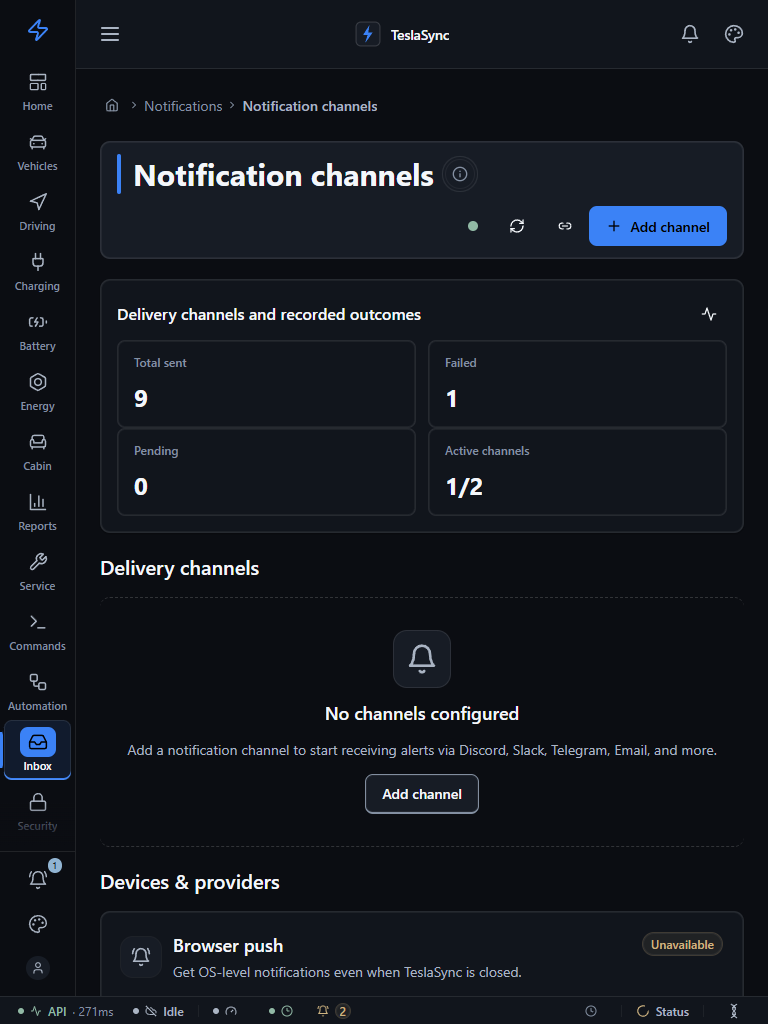 TeslaSync
Home
Vehicles
Driving
Charging
Battery
Energy
Cabin
Reports
Service
Commands
Automation
Inbox
Security
1
Notifications
Notification channels
Notification channels
Add channel
Delivery channels and recorded outcomes
Total sent
9
Failed
1
Pending
0
Active channels
1/2
Delivery channels
No channels configured
Add a notification channel to start receiving alerts via Discord, Slack, Telegram, Email, and more.
Add channel
Devices & providers
Browser push
Unavailable
Get OS-level notifications even when TeslaSync is closed.
API · 271ms
Idle
2
Status